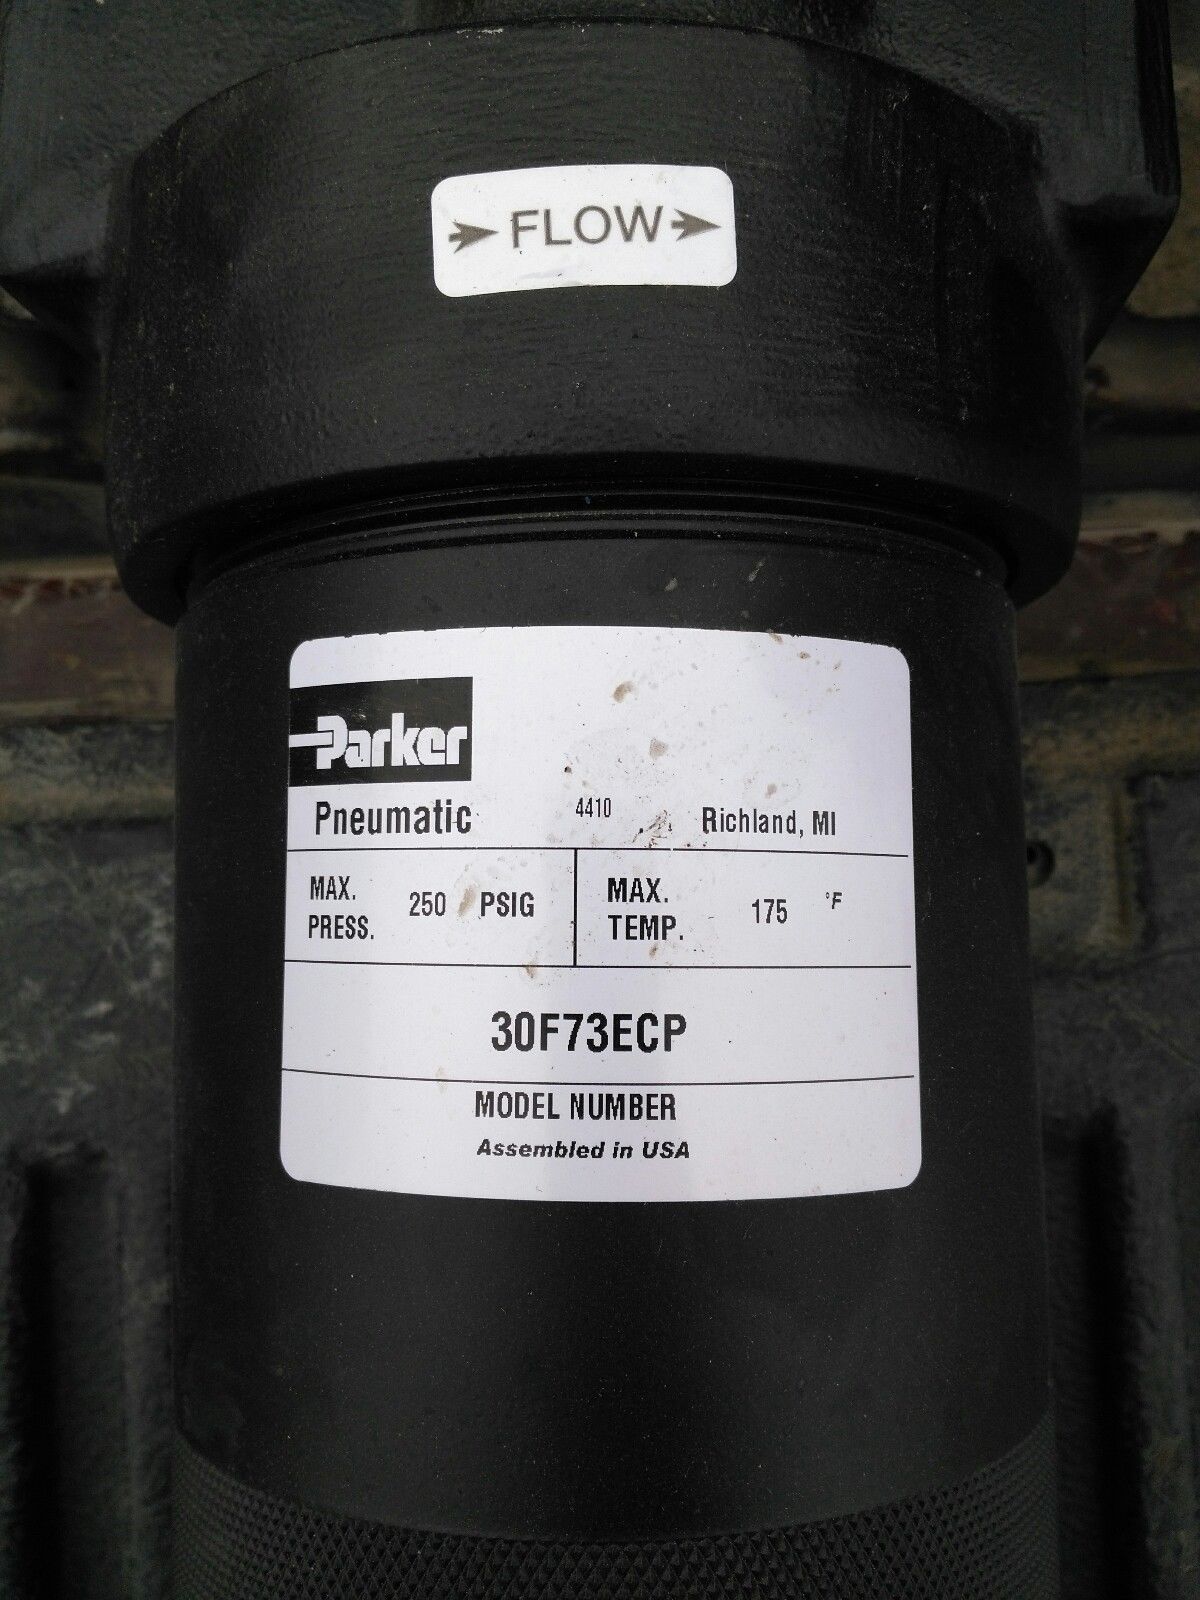 FLOW
Parker
Pneumatic 4410 Richland, MI
MAX. PRESS. 250 PSIG MAX. TEMP. 175 °F
30F73ECP
MODEL NUMBER
Assembled in USA